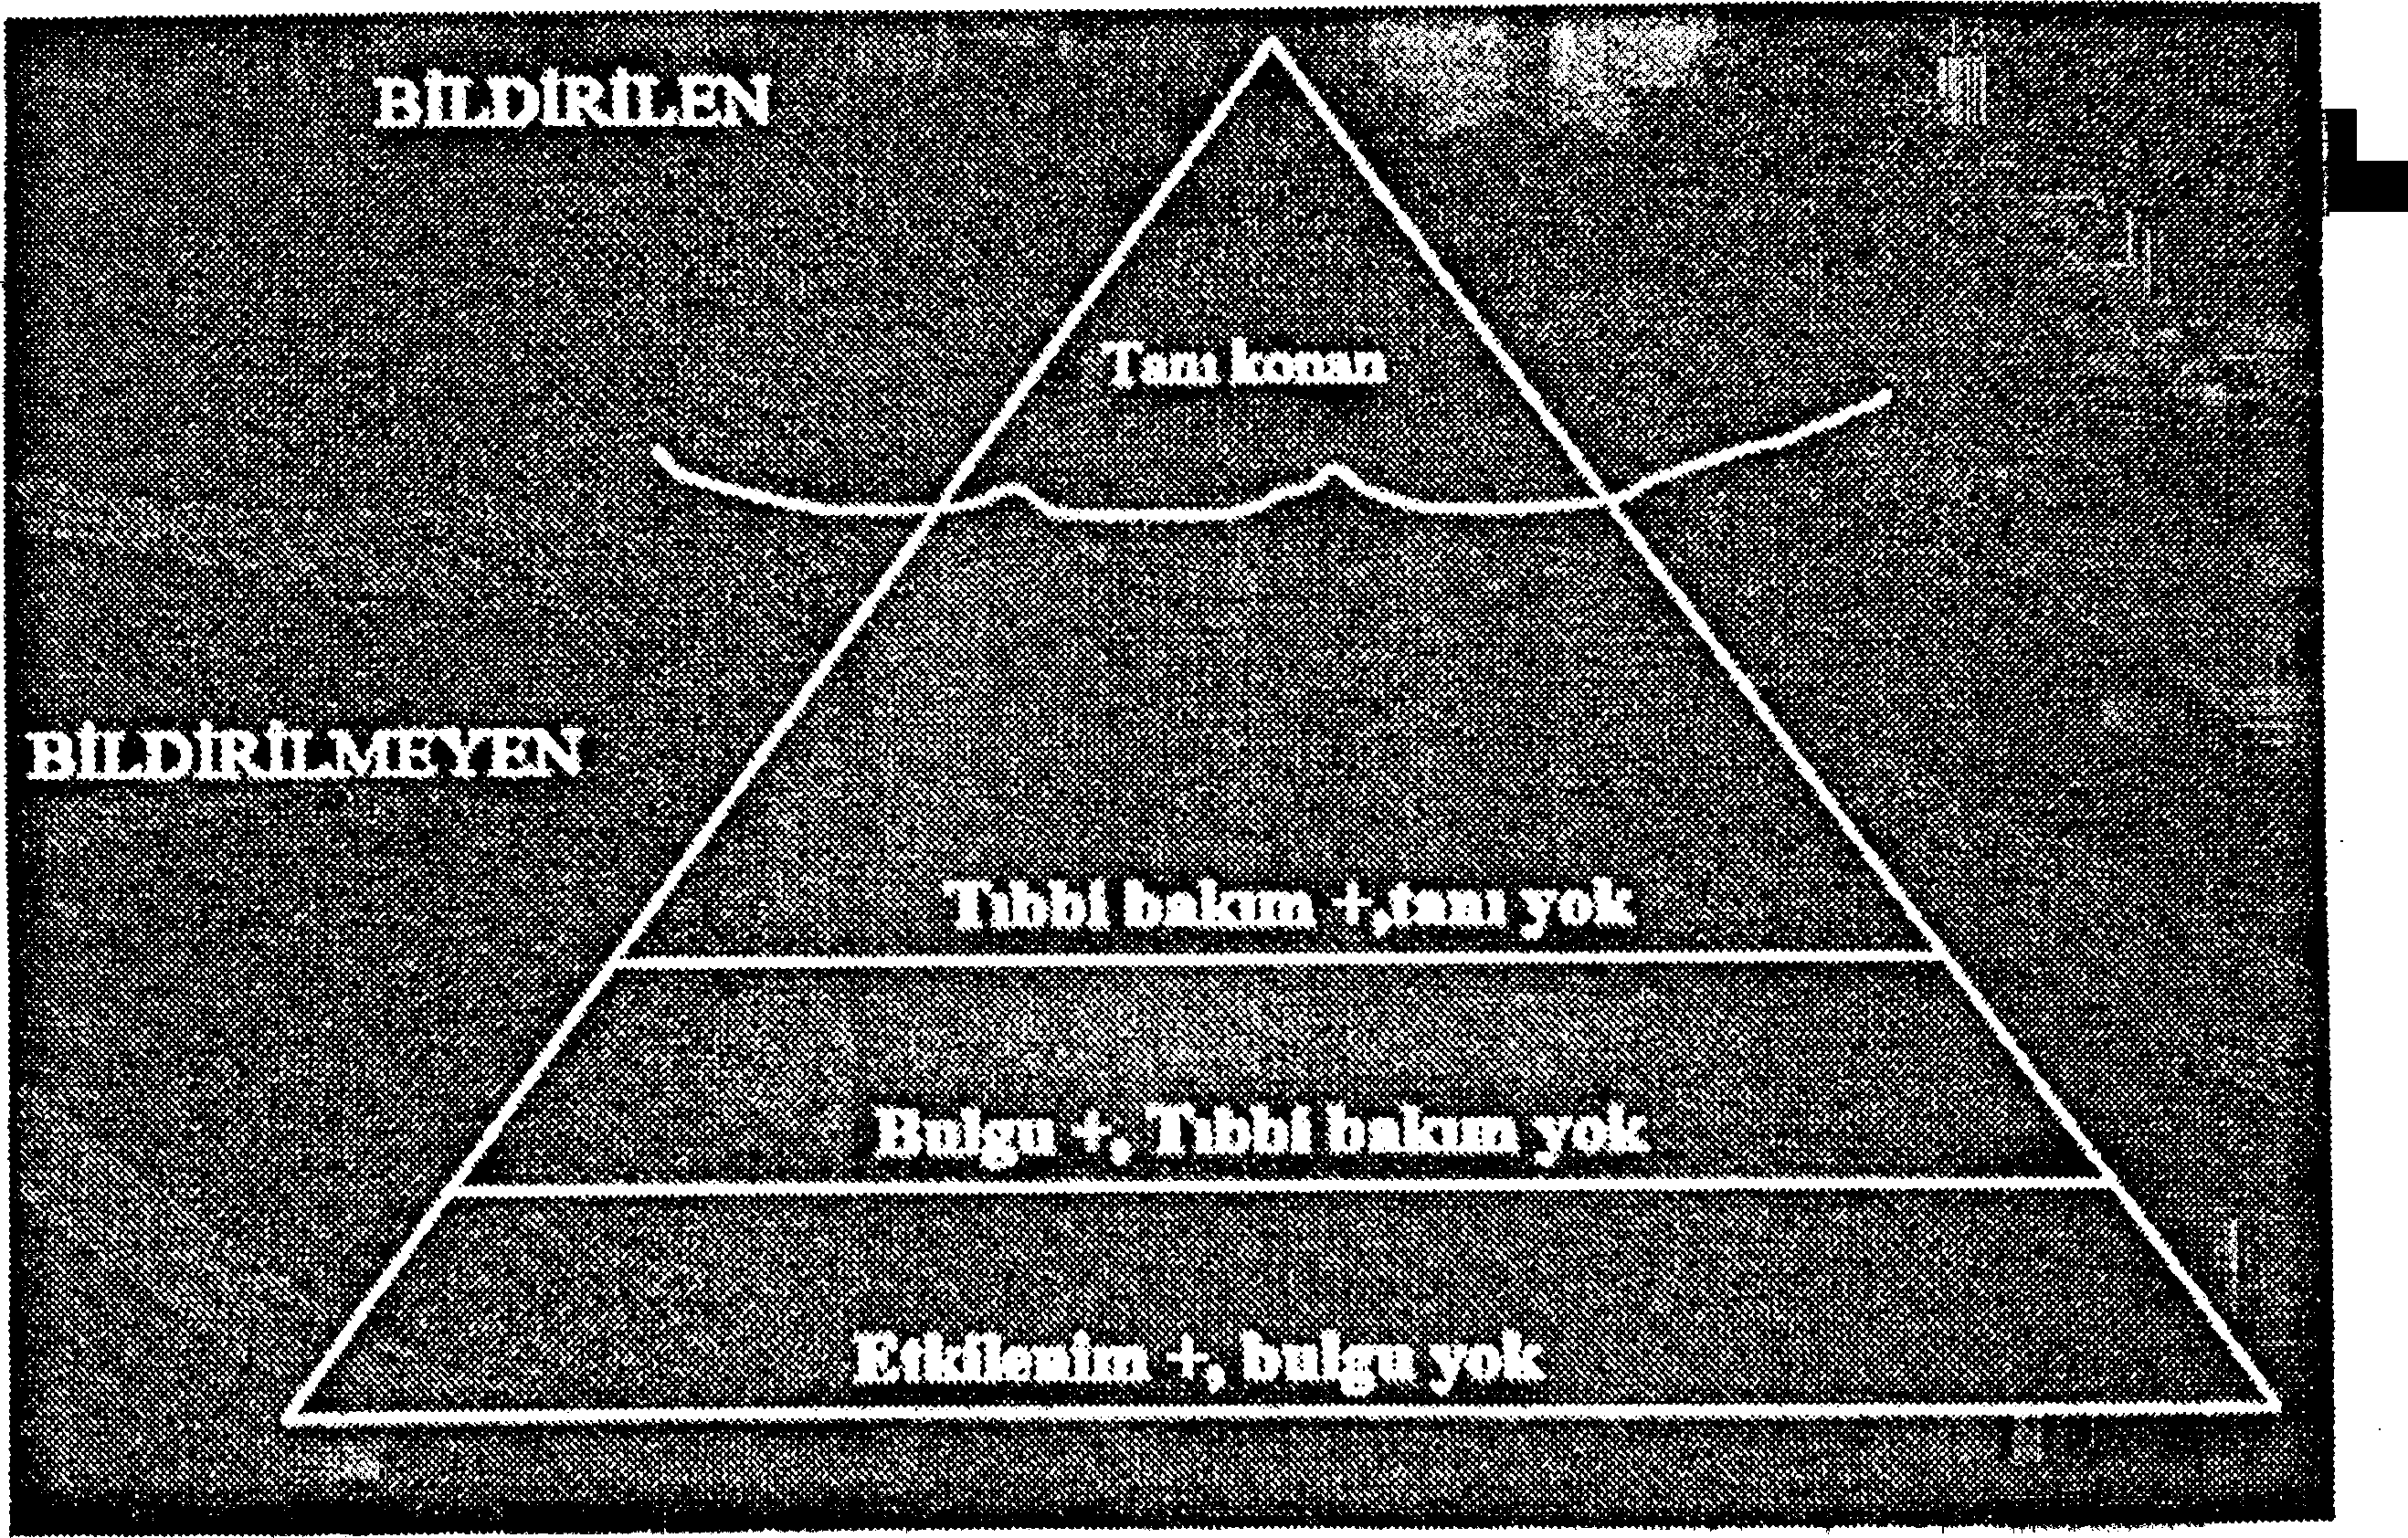 BİLDİRİLEN
Tanı konan
BİLDİRİLMEYEN
Tıbbi bakım +,tanı yok
Bulgu +, Tıbbi bakım yok
Etkilenim +, bulgu yok